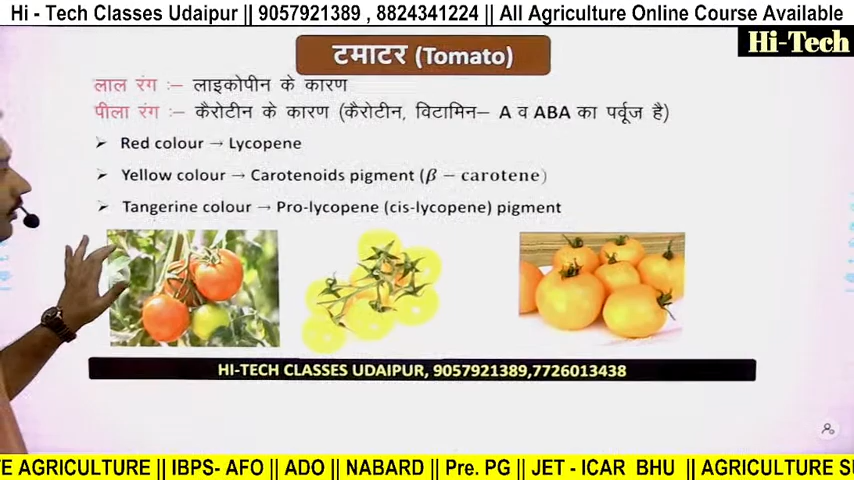 Hi - Tech Classes Udaipur || 9057921389 , 8824341224 || All Agriculture Online Course Available
Hi-Tech
टमाटर (Tomato)
लाल रंग :– लाइकोपीन के कारण
पीला रंग :– कैरोटीन के कारण (कैरोटीन, विटामिन– A व ABA का पर्वूज है)
➢ Red colour → Lycopene
➢ Yellow colour → Carotenoids pigment (β – carotene)
➢ Tangerine colour → Pro-lycopene (cis-lycopene) pigment
HI-TECH CLASSES UDAIPUR, 9057921389,7726013438
E AGRICULTURE || IBPS- AFO || ADO || NABARD || Pre. PG || JET - ICAR BHU || AGRICULTURE SU